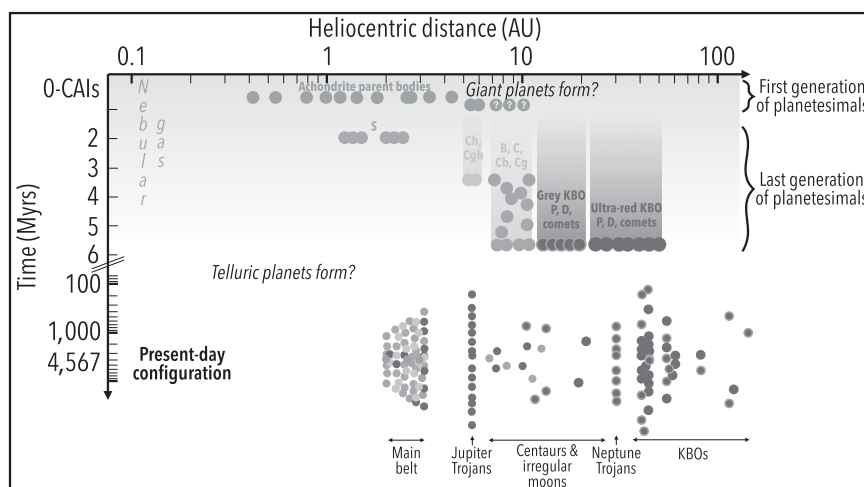 Heliocentric distance (AU)
0.1 1 10 100
0-CAIs
2
3
4
5
6
100
1,000
4,567
Time (Myrs)
Nebular
gas
Achondrite parent bodies
Giant planets form?
? ? ?
First generation
of planetesimals
S
Ch,
Cgh
B, C,
Cb, Cg
Grey KBO
P, D,
comets
Ultra-red KBO
P, D, comets
Last generation
of planetesimals
Telluric planets form?
Present-day
configuration
Main
belt
Jupiter
Trojans
Centaurs &
irregular
moons
Neptune
Trojans
KBOs